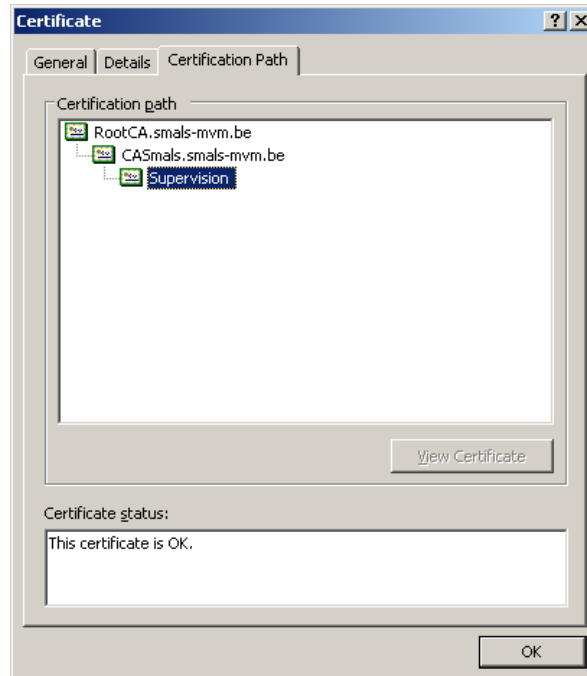 Certificate
General Details Certification Path
Certification path
RootCA.smals-mvm.be
CASmals.smals-mvm.be
Supervision
View Certificate
Certificate status:
This certificate is OK.
OK